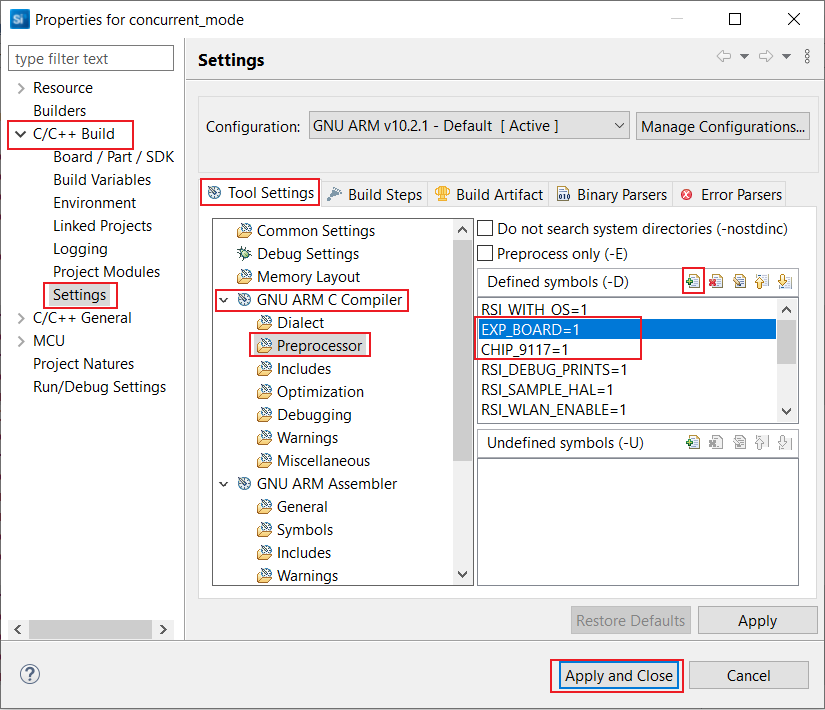 Si Properties for concurrent_mode
type filter text
Resource
Builders
C/C++ Build
Board / Part / SDK
Build Variables
Environment
Linked Projects
Logging
Project Modules
Settings
C/C++ General
MCU
Project Natures
Run/Debug Settings
Settings
Configuration: GNU ARM v10.2.1 - Default [ Active ] Manage Configurations...
Tool Settings Build Steps Build Artifact Binary Parsers Error Parsers
Common Settings
Debug Settings
Memory Layout
GNU ARM C Compiler
Dialect
Preprocessor
Includes
Optimization
Debugging
Warnings
Miscellaneous
GNU ARM Assembler
General
Symbols
Includes
Warnings
Do not search system directories (-nostdinc)
Preprocess only (-E)
Defined symbols (-D)
RSI_WITH_OS=1
EXP_BOARD=1
CHIP_9117=1
RSI_DEBUG_PRINTS=1
RSI_SAMPLE_HAL=1
RSI_WLAN_ENABLE=1
Undefined symbols (-U)
Restore Defaults Apply
? Apply and Close Cancel